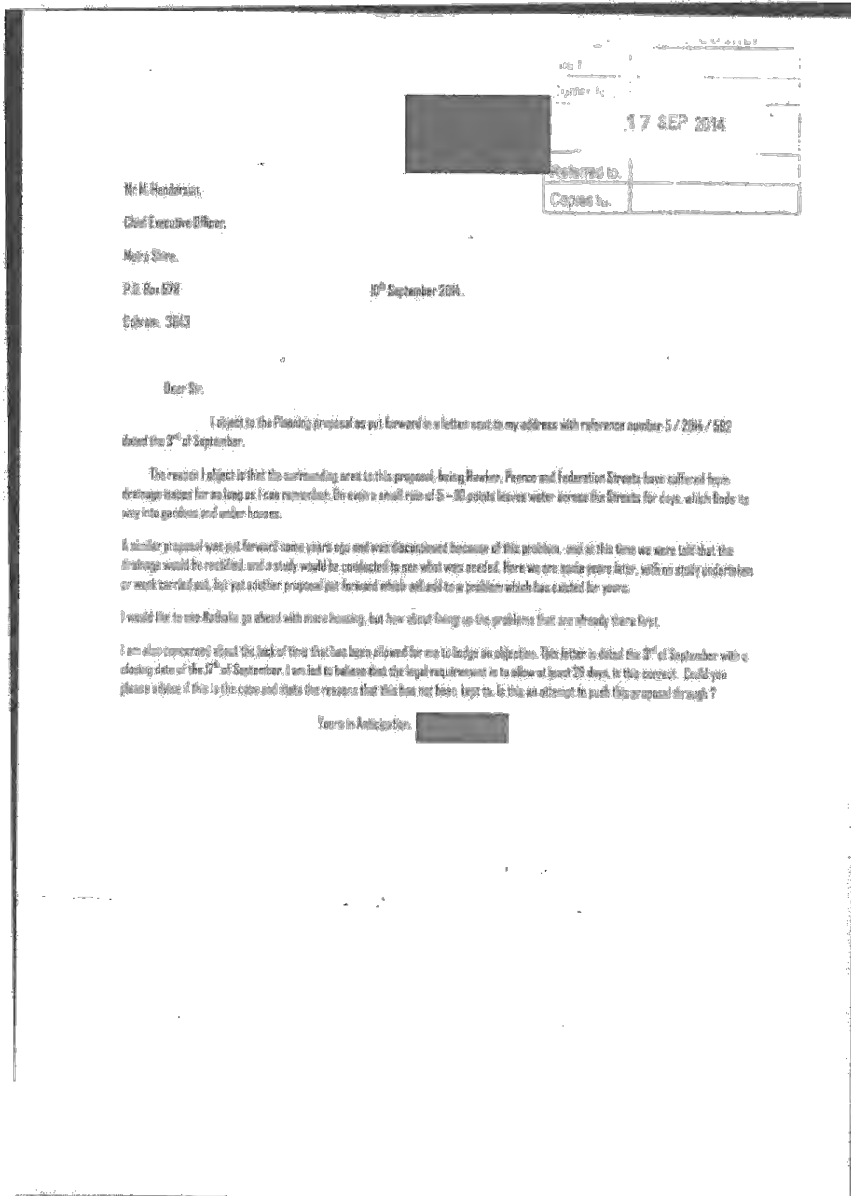 17 SEP 2014
Referred to.
Copies to.
Mr M. Henderson,
Chief Executive Officer,
Moira Shire.
P.O. Box 578 10th September 2014.
Cobram. 3643
Dear Sir.
I object to the Planning proposal as put forward in a letter sent to my address with reference number 5 / 2014 /
dated the 3rd of September.
The reason I object is that the surrounding area to this proposal, being Hawker, Pearce and Federation Streets have suffered from
drainage issues for as long as I can remember. On even a small rain of 5 – 10 points leaves water across the Streets for days, which finds its
way into gardens and under houses.
A similar proposal was put forward some years ago and was discontinued because of this problem, and at this time we were told that the
drainage would be rectified, and a study would be conducted to see what was needed. Here we are some years later, with no study undertaken
or work carried out, but yet another proposal put forward which will add to a problem which has existed for years.
I would like to see Nathalia go ahead with more housing, but how about fixing up the problems that are already there first.
I am also concerned about the lack of time that has been allowed for me to lodge an objection. This letter is dated the 3rd of September with a
closing date of the 17th of September. I am led to believe that the legal requirement is to allow at least days, is this correct. Could you
please advise if this is the case and state the reasons that this has not been kept to. Is this an attempt to push this proposal through ?
Yours in Anticipation.